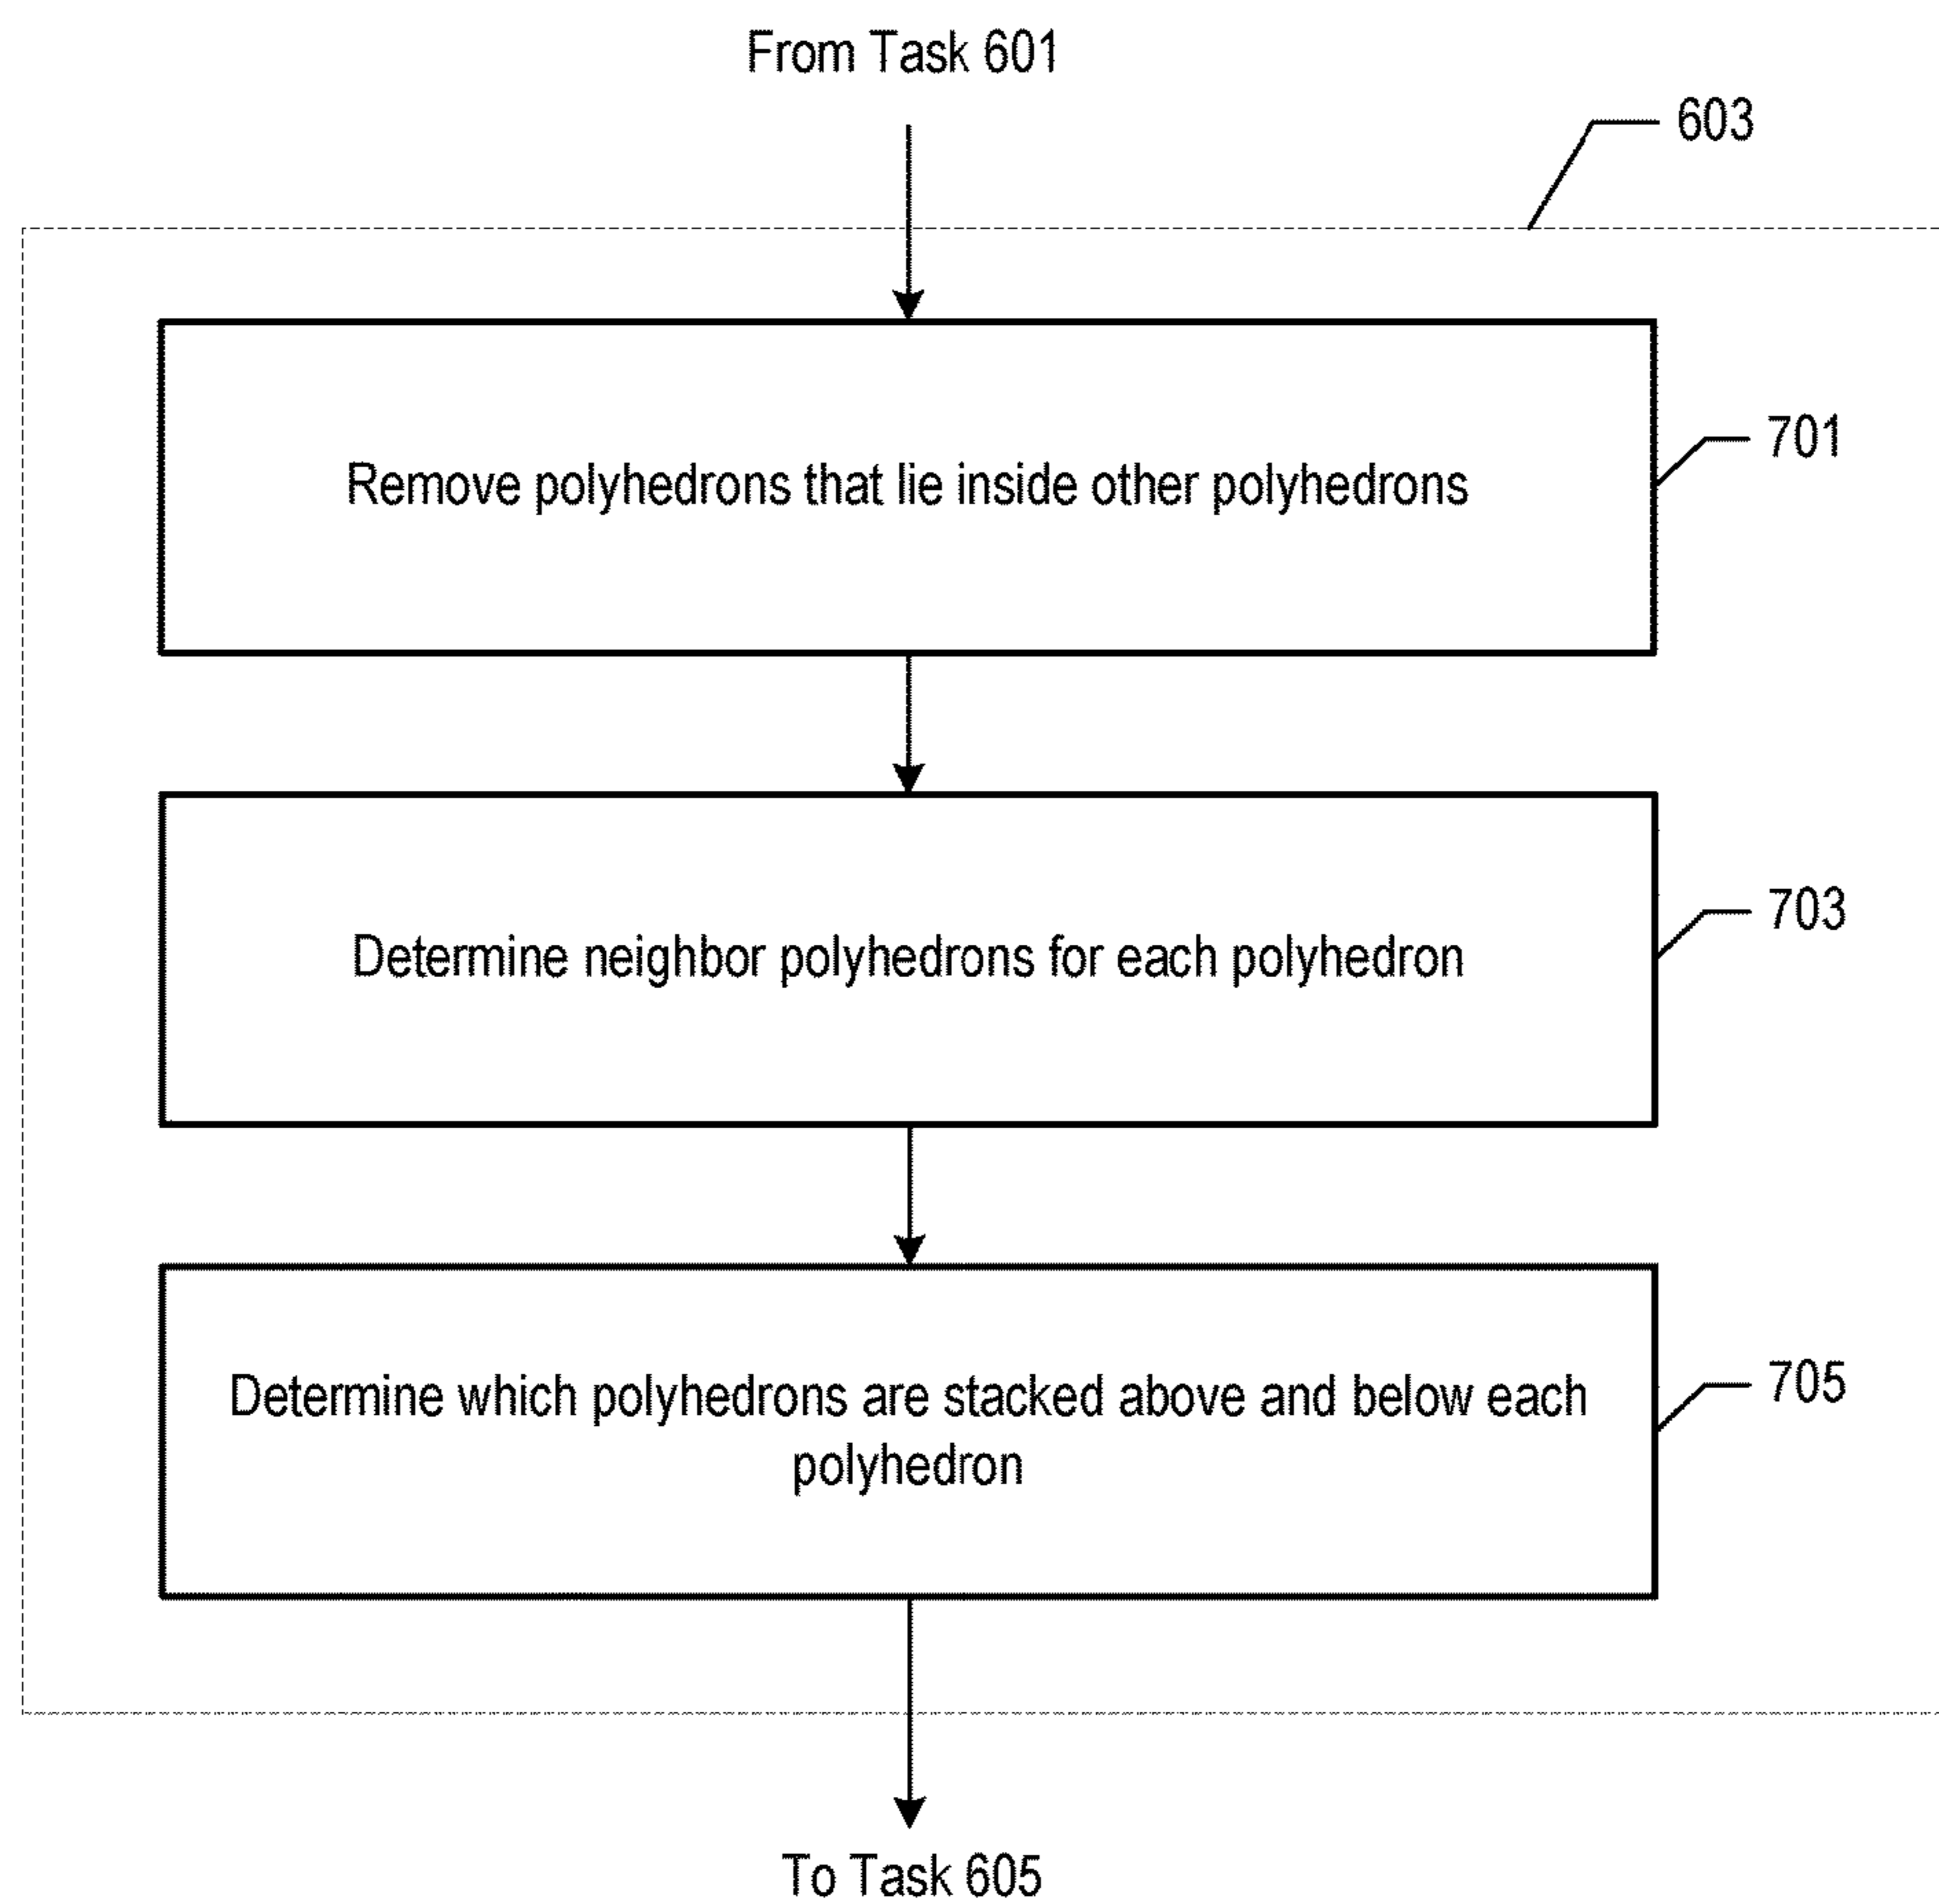 From Task 601
603
Remove polyhedrons that lie inside other polyhedrons
701
Determine neighbor polyhedrons for each polyhedron
703
Determine which polyhedrons are stacked above and below each
polyhedron
705
To Task 605